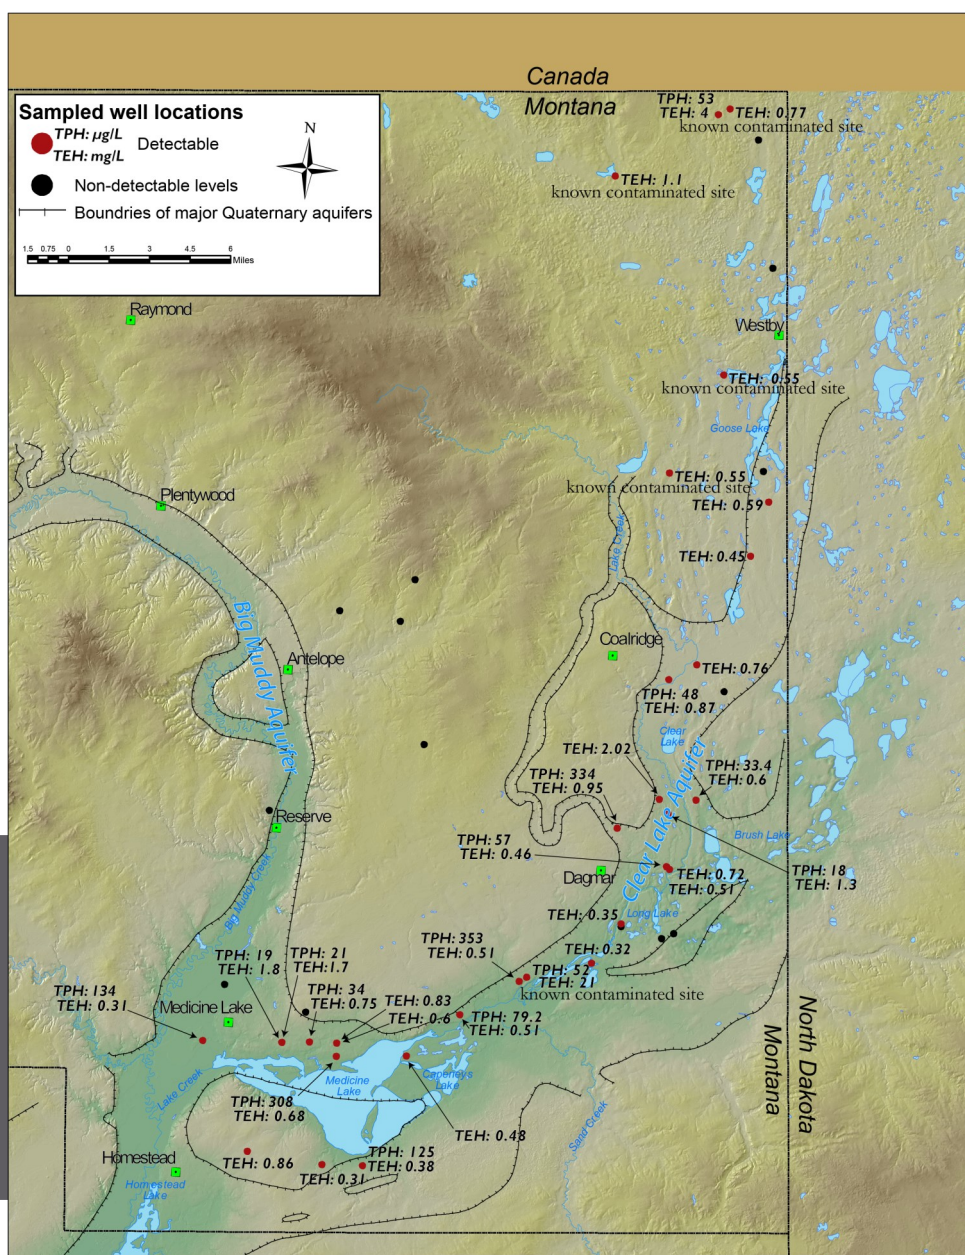 Canada
Montana
Sampled well locations
TPH: µg/L
TEH: mg/L
Detectable
Non-detectable levels
Boundries of major Quaternary aquifers
N
1.5 0.75 0 1.5 3 4.5 6
Miles
TPH: 53
TEH: 4
TEH: 0.77
known contaminated site
TEH: 1.1
known contaminated site
Raymond
Westby
TEH: 0.55
known contaminated site
Goose Lake
TEH: 0.55
known contaminated site
TEH: 0.59
Plentywood
Lake Creek
TEH: 0.45
Big Muddy Aquifer
Antelope
Coalridge
TEH: 0.76
TPH: 48
TEH: 0.87
Clear
Lake
TEH: 2.02
Clear Lake Aquifer
TPH: 33.4
TEH: 0.6
TPH: 334
TEH: 0.95
Reserve
TPH: 57
TEH: 0.46
Brush Lake
Dagmar
TEH: 0.72
TEH: 0.51
TPH: 18
TEH: 1.3
Big Muddy Creek
TEH: 0.35
Long Lake
TPH: 353
TEH: 0.51
TEH: 0.32
TPH: 19
TEH: 1.8
TPH: 21
TEH: 1.7
TPH: 52
TEH: 21
known contaminated site
TPH: 134
TEH: 0.31
TPH: 34
TEH: 0.75
TEH: 0.83
TEH: 0.6
Medicine Lake
TPH: 79.2
TEH: 0.51
North Dakota
Montana
Lake Creek
Medicine
Lake
Capeneys
Lake
TPH: 308
TEH: 0.68
TEH: 0.48
Sand Creek
Homestead
TEH: 0.86
TPH: 125
TEH: 0.38
TEH: 0.31
Homestead
Lake